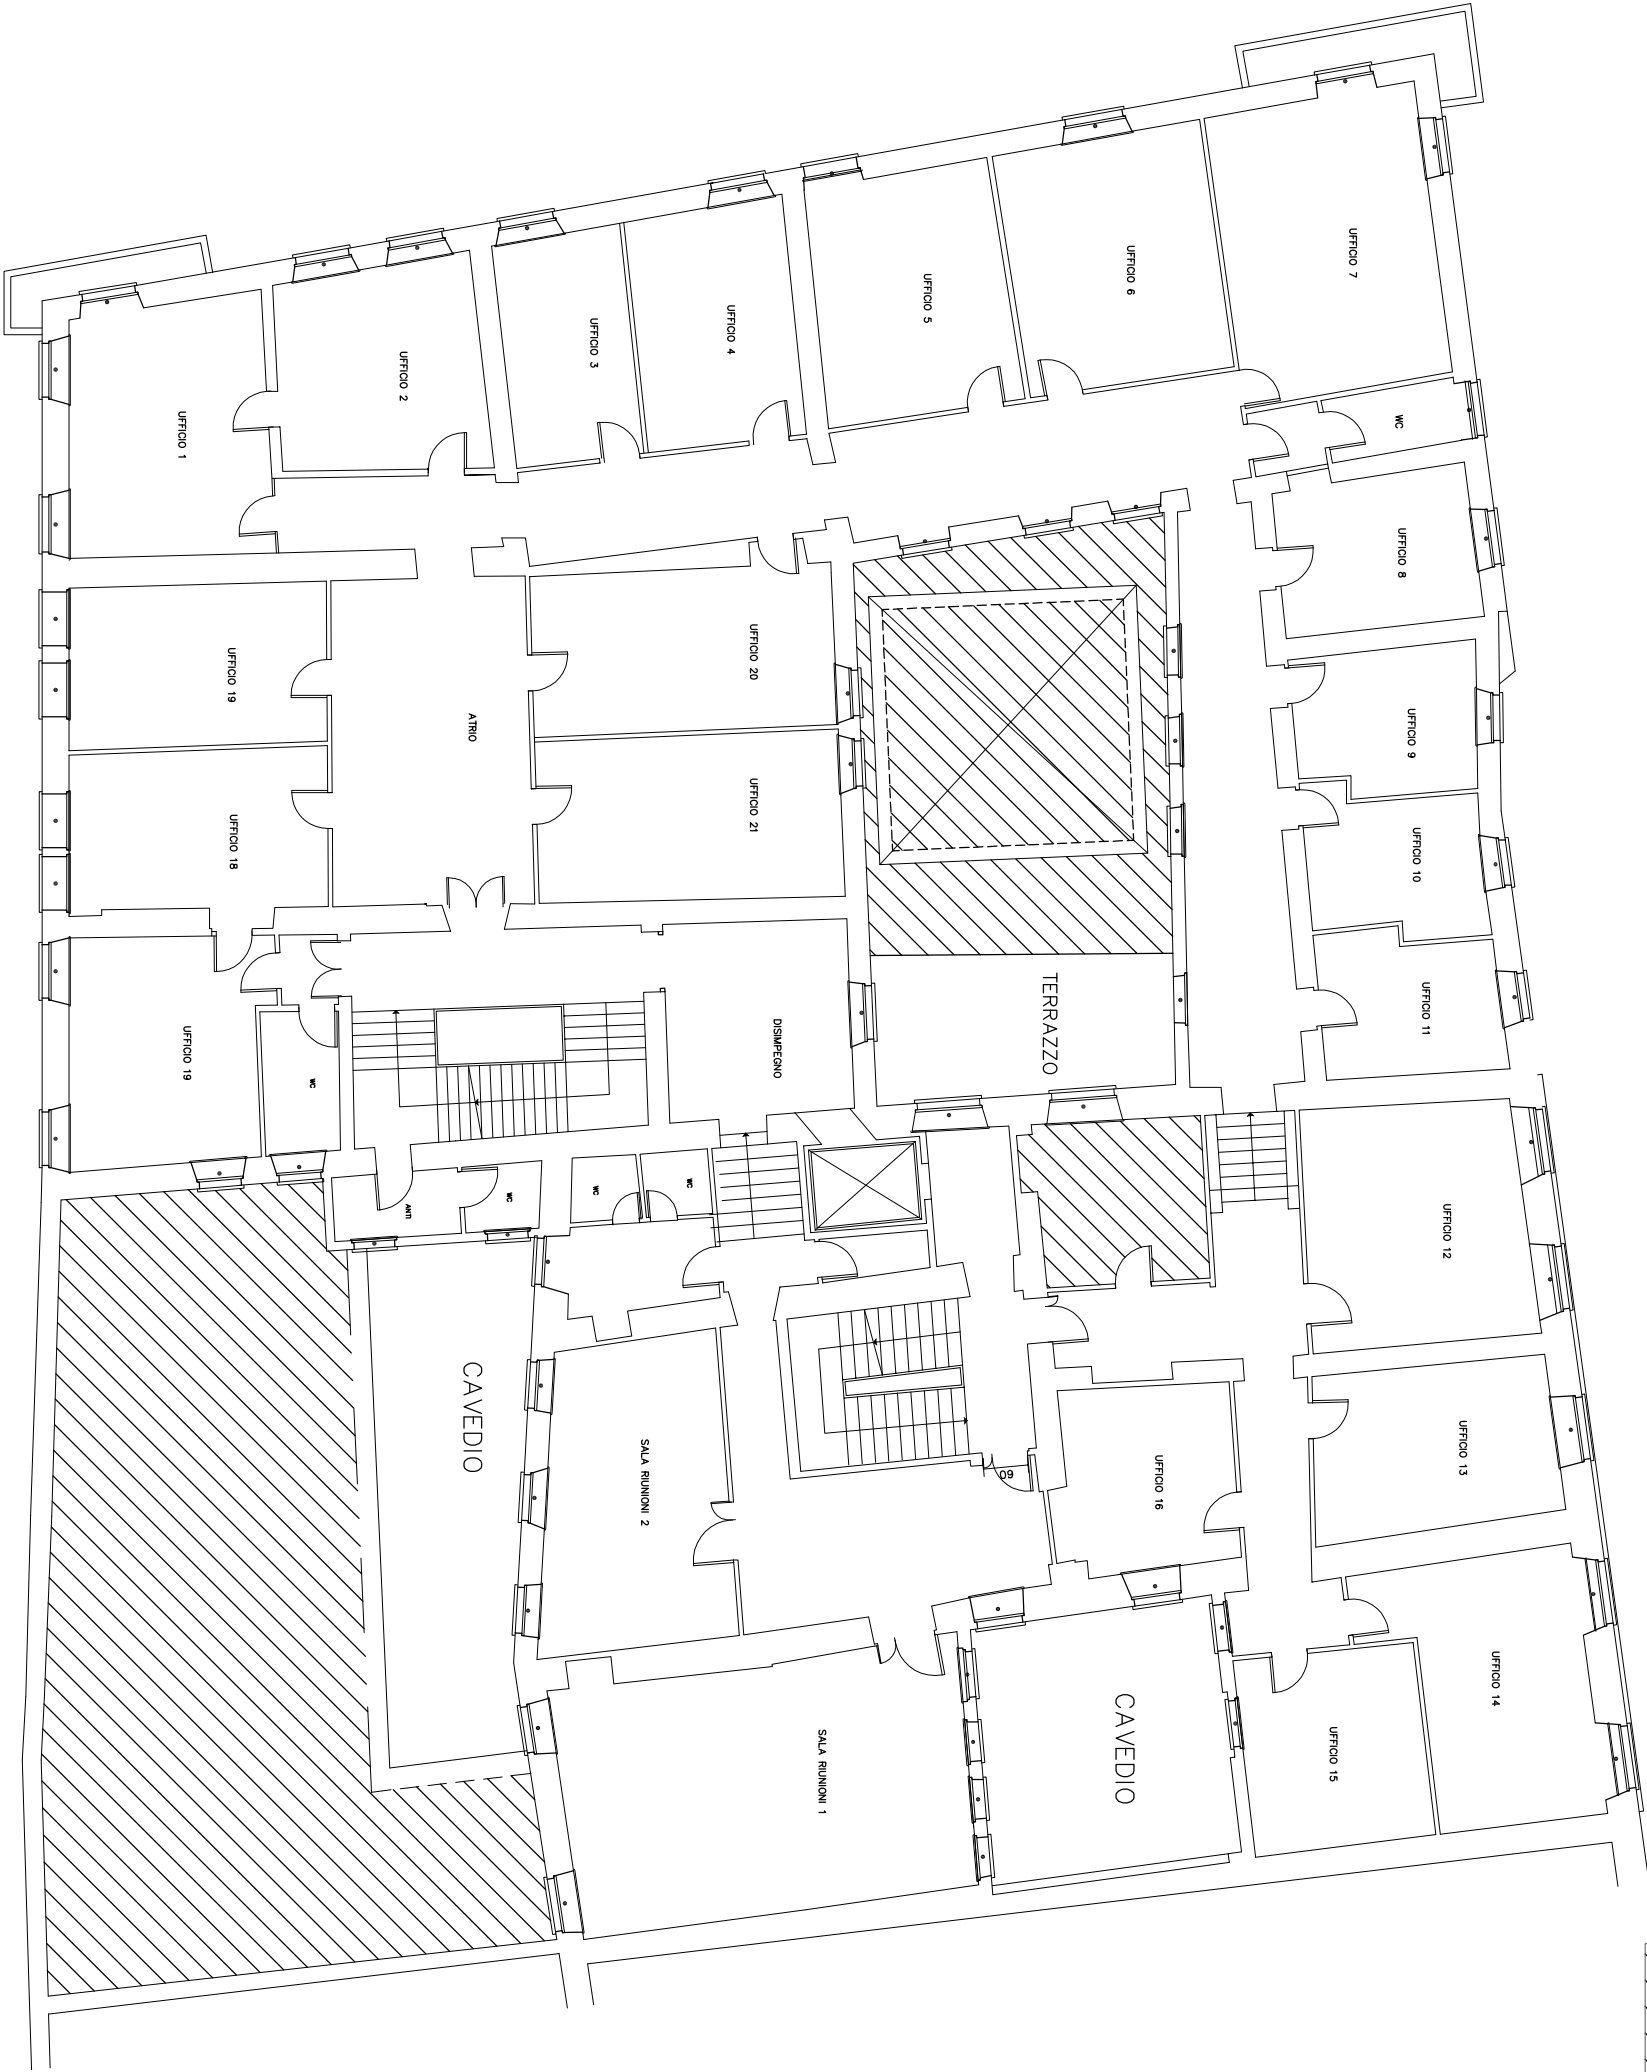 UFFICIO 7
UFFICIO 6
UFFICIO 5
UFFICIO 4
UFFICIO 3
UFFICIO 2
UFFICIO 1
WC
UFFICIO 8
UFFICIO 9
UFFICIO 10
UFFICIO 11
UFFICIO 20
UFFICIO 19
ATRIO
UFFICIO 21
UFFICIO 18
TERRAZZO
DISIMPEGNO
UFFICIO 19
WC
ANTI
WC
WC
WC
UFFICIO 12
CAVEDIO
SALA RIUNIONI 2
UFFICIO 16
UFFICIO 13
60
UFFICIO 14
UFFICIO 15
CAVEDIO
SALA RIUNIONI 1